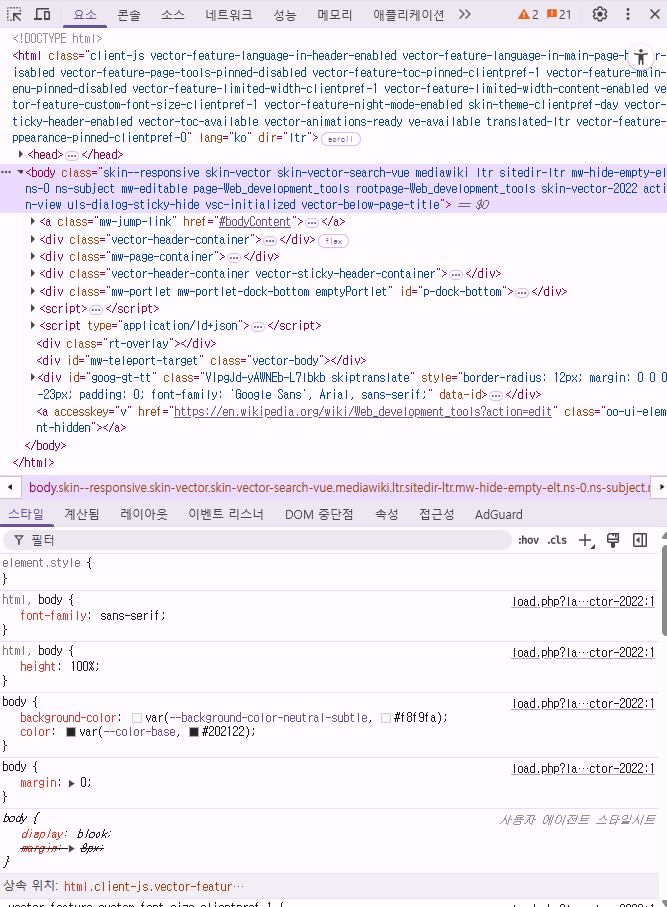 요소 콘솔 소스 네트워크 성능 메모리 애플리케이션 2 21
<!DOCTYPE html>
<html class="client-js vector-feature-language-in-header-enabled vector-feature-language-in-main-page-header-
isabled vector-feature-page-tools-pinned-disabled vector-feature-toc-pinned-clientpref-1 vector-feature-main-
enu-pinned-disabled vector-feature-limited-width-clientpref-1 vector-feature-limited-width-content-enabled ve
tor-feature-custom-font-size-clientpref-1 vector-feature-night-mode-enabled skin-theme-clientpref-day vector-
ticky-header-enabled vector-toc-available vector-animations-ready ve-available translated-ltr vector-feature-
ppearance-pinned-clientpref-0" lang="ko" dir="ltr"> scroll
<head> … </head>
<body class="skin--responsive skin-vector skin-vector-search-vue mediawiki ltr sitedir-ltr mw-hide-empty-el
ns-0 ns-subject mw-editable page-Web_development_tools rootpage-Web_development_tools skin-vector-2022 acti
n-view uls-dialog-sticky-hide vsc-initialized vector-below-page-title"> == $0
<a class="mw-jump-link" href="#bodyContent"> … </a>
<div class="vector-header-container"> … </div> flex
<div class="mw-page-container"> … </div>
<div class="vector-header-container vector-sticky-header-container"> … </div>
<div class="mw-portlet mw-portlet-dock-bottom emptyPortlet" id="p-dock-bottom"> … </div>
<script> … </script>
<script type="application/ld+json"> … </script>
<div class="rt-overlay"></div>
<div id="mw-teleport-target" class="vector-body"></div>
<div id="goog-gt-tt" class="VIpgJd-yAWNEb-L7lbkb skiptranslate" style="border-radius: 12px; margin: 0 0 0
-23px; padding: 0; font-family: 'Google Sans', Arial, sans-serif;" data-id> … </div>
<a accesskey="v" href="https://en.wikipedia.org/wiki/Web_development_tools?action=edit" class="oo-ui-ele
nt-hidden"></a>
</body>
</html>
body.skin--responsive.skin-vector.skin-vector-search-vue.mediawiki.ltr.sitedir-ltr.mw-hide-empty-elt.ns-0.ns-subject.
스타일 계산됨 레이아웃 이벤트 리스너 DOM 중단점 속성 접근성 AdGuard
필터 :hov .cls
element.style {
}
html, body { load.php?la…ctor-2022:1
font-family: sans-serif;
}
html, body { load.php?la…ctor-2022:1
height: 100%;
}
body { load.php?la…ctor-2022:1
background-color: var(--background-color-neutral-subtle, #f8f9fa);
color: var(--color-base, #202122);
}
body { load.php?la…ctor-2022:1
margin: 0;
}
body { 사용자 에이전트 스타일시트
display: block;
margin: 8px;
}
상속 위치: html.client-js.vector-featur…
.vector-feature-custom-font-size-clientpref-1 {